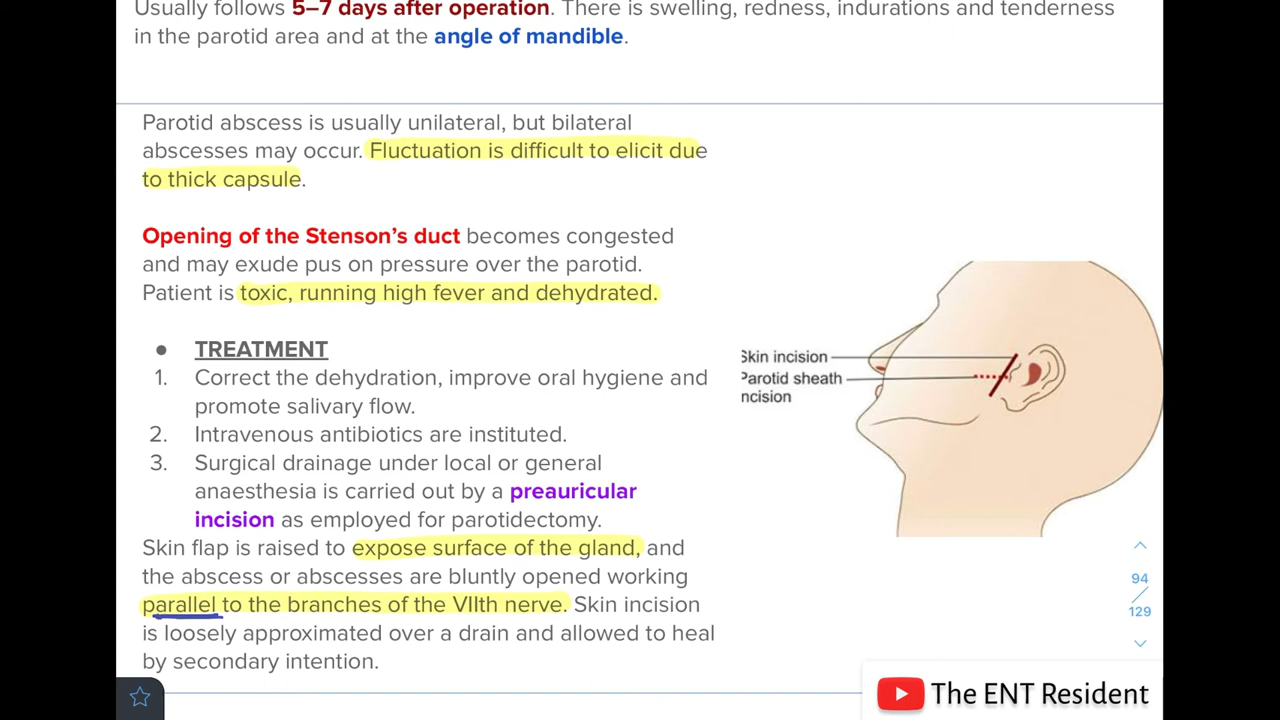 Usually follows 5–7 days after operation. There is swelling, redness, indurations and tenderness
in the parotid area and at the angle of mandible.
Parotid abscess is usually unilateral, but bilateral
abscesses may occur. Fluctuation is difficult to elicit due
to thick capsule.
Opening of the Stenson's duct becomes congested
and may exude pus on pressure over the parotid.
Patient is toxic, running high fever and dehydrated.
● TREATMENT
1. Correct the dehydration, improve oral hygiene and
promote salivary flow.
2. Intravenous antibiotics are instituted.
3. Surgical drainage under local or general
anaesthesia is carried out by a preauricular
incision as employed for parotidectomy.
Skin flap is raised to expose surface of the gland, and
the abscess or abscesses are bluntly opened working
parallel to the branches of the VIIth nerve. Skin incision
is loosely approximated over a drain and allowed to heal
by secondary intention.
Skin incision
Parotid sheath
ncision
94
129
The ENT Resident